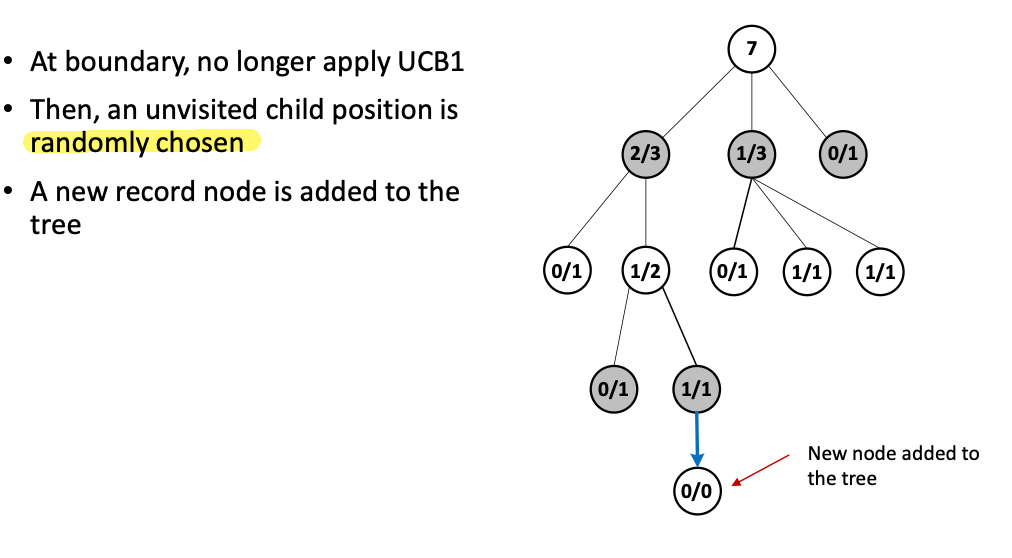 • At boundary, no longer apply UCB1
• Then, an unvisited child position is
randomly chosen
• A new record node is added to the
tree
7
2/3
1/3
0/1
0/1
1/2
0/1
1/1
1/1
0/1
1/1
New node added to
the tree
0/0